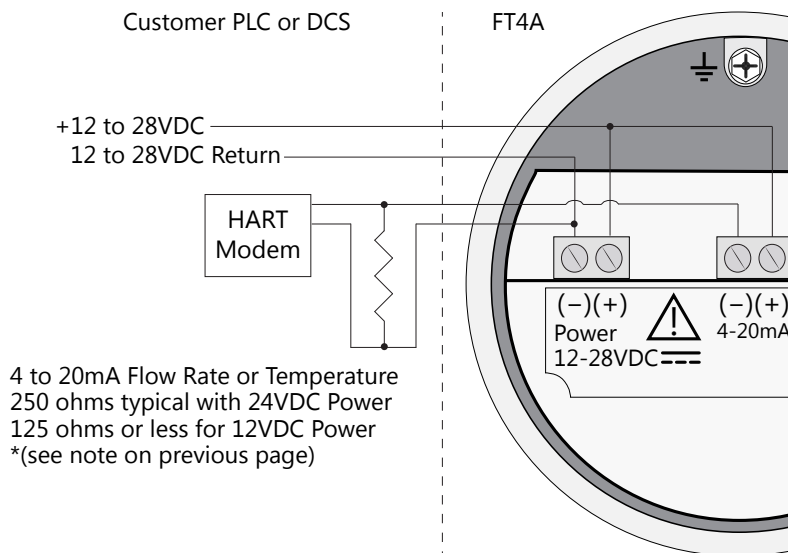 Customer PLC or DCS
FT4A
+12 to 28VDC
12 to 28VDC Return
HART
Modem
(−)(+)
Power
12-28VDC
(−)(+)
4-20mA
4 to 20mA Flow Rate or Temperature
250 ohms typical with 24VDC Power
125 ohms or less for 12VDC Power
*(see note on previous page)